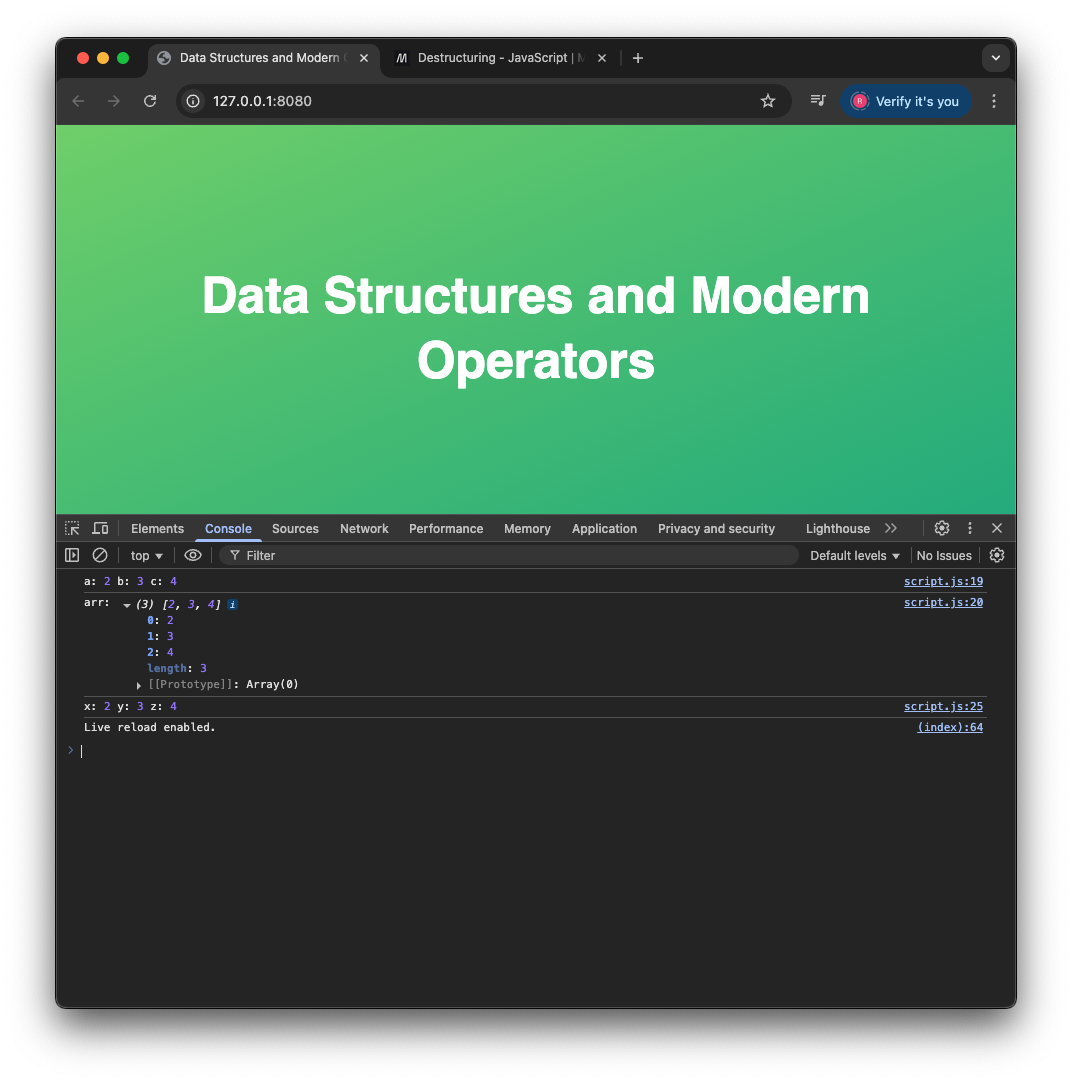 Data Structures and Modern
Destructuring - JavaScript |
127.0.0.1:8080
R
Verify it's you
Data Structures and Modern
Operators
Elements Console Sources Network Performance Memory Application Privacy and security Lighthouse
top Filter Default levels No Issues
a: 2 b: 3 c: 4 script.js:19
arr: (3) [2, 3, 4] i script.js:20
0: 2
1: 3
2: 4
length: 3
[[Prototype]]: Array(0)
x: 2 y: 3 z: 4 script.js:25
Live reload enabled. (index):64
>